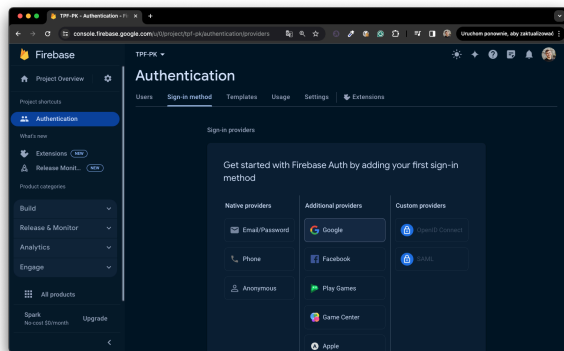 TPF-PK - Authentication - Fi
console.firebase.google.com/u/0/project/tpf-pk/authentication/providers
Uruchom ponownie, aby zaktualizować
Firebase
TPF-PK
Project Overview
Authentication
Users
Sign-in method
Templates
Usage
Settings
Extensions
Project shortcuts
Authentication
What's new
Extensions
NEW
Release Monit...
NEW
Product categories
Build
Release & Monitor
Analytics
Engage
All products
Spark
No-cost $0/month
Upgrade
Sign-in providers
Get started with Firebase Auth by adding your first sign-in
method
Native providers
Email/Password
Phone
Anonymous
Additional providers
Google
Facebook
Play Games
Game Center
Apple
Custom providers
OpenID Connect
SAML